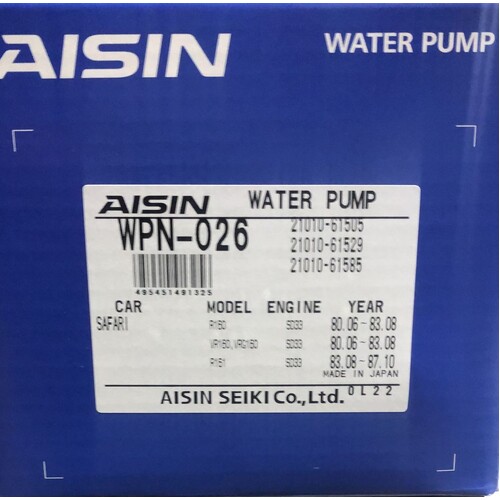 AISIN WATER PUMP
AISIN WATER PUMP
WPN-026 21010-61505
21010-61529
21010-61585
495451491325
CAR MODEL ENGINE YEAR
SAFARI R160 SD33 80.06-83.08
VR160,VRG160 SD33 80.06-83.08
R161 SD33 83.08-87.10
MADE IN JAPAN
0L22
AISIN SEIKI Co.,Ltd.